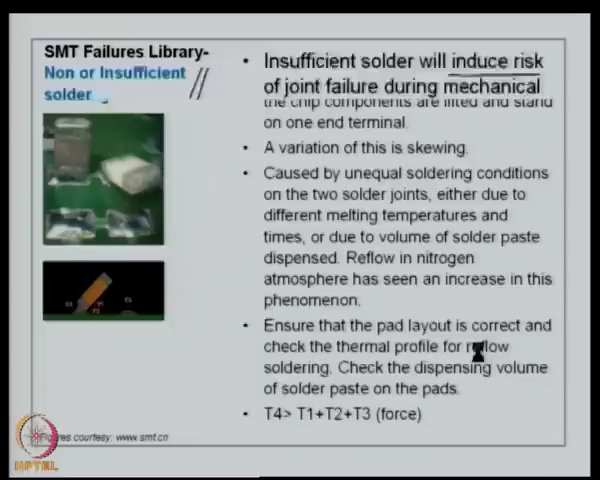 SMT Failures Library-
Non or Insufficient
solder
• Insufficient solder will induce risk
of joint failure during mechanical
the chip components are lifted and stand
on one end terminal.
• A variation of this is skewing.
• Caused by unequal soldering conditions
on the two solder joints, either due to
different melting temperatures and
times, or due to volume of solder paste
dispensed. Reflow in nitrogen
atmosphere has seen an increase in this
phenomenon.
• Ensure that the pad layout is correct and
check the thermal profile for reflow
soldering. Check the dispensing volume
of solder paste on the pads.
• T4> T1+T2+T3 (force)
Figures courtesy: www.smt.cn
NPTEL